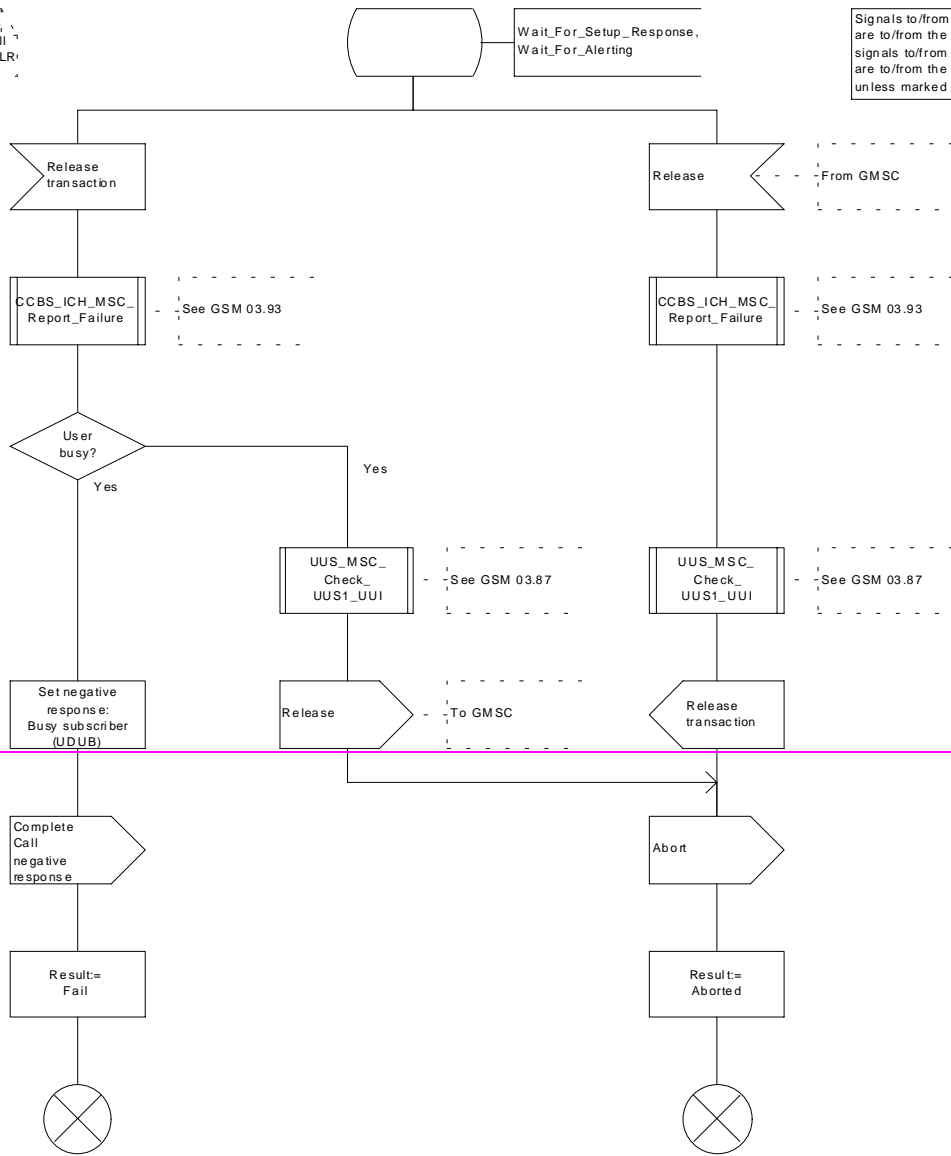 ll
LR
Wait_For_Setup_Response,
Wait_For_Alerting
Signals to/from
are to/from the
signals to/from
are to/from the
unless marked
Release
transaction
Release
From GMSC
CCBS_ICH_MSC_
Report_Failure
See GSM 03.93
CCBS_ICH_MSC_
Report_Failure
See GSM 03.93
User
busy?
Yes
Yes
UUS_MSC_
Check_
UUS1_UUI
See GSM 03.87
UUS_MSC_
Check_
UUS1_UUI
See GSM 03.87
Set negative
response:
Busy subscriber
(UDUB)
Release
To GMSC
Release
transaction
Complete
Call
negative
response
Abort
Result:=
Fail
Result:=
Aborted